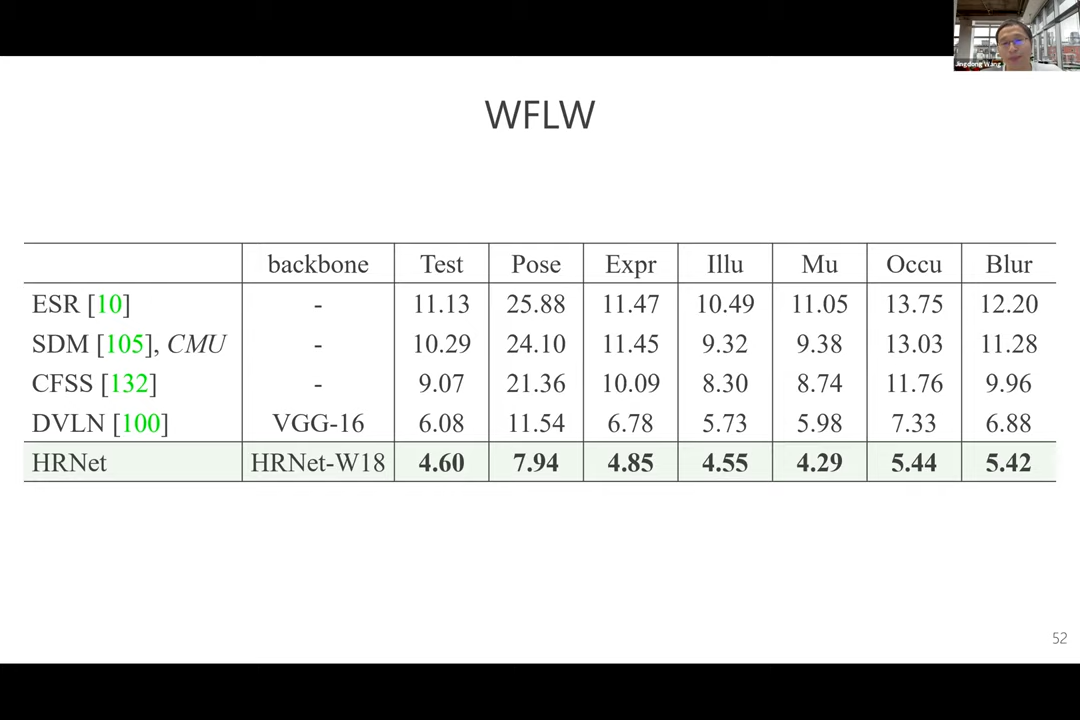 Jingdong Wang
WFLW
backbone Test Pose Expr Illu Mu Occu Blur
ESR [10] - 11.13 25.88 11.47 10.49 11.05 13.75 12.20
SDM [105], CMU - 10.29 24.10 11.45 9.32 9.38 13.03 11.28
CFSS [132] - 9.07 21.36 10.09 8.30 8.74 11.76 9.96
DVLN [100] VGG-16 6.08 11.54 6.78 5.73 5.98 7.33 6.88
HRNet HRNet-W18 4.60 7.94 4.85 4.55 4.29 5.44 5.42
52